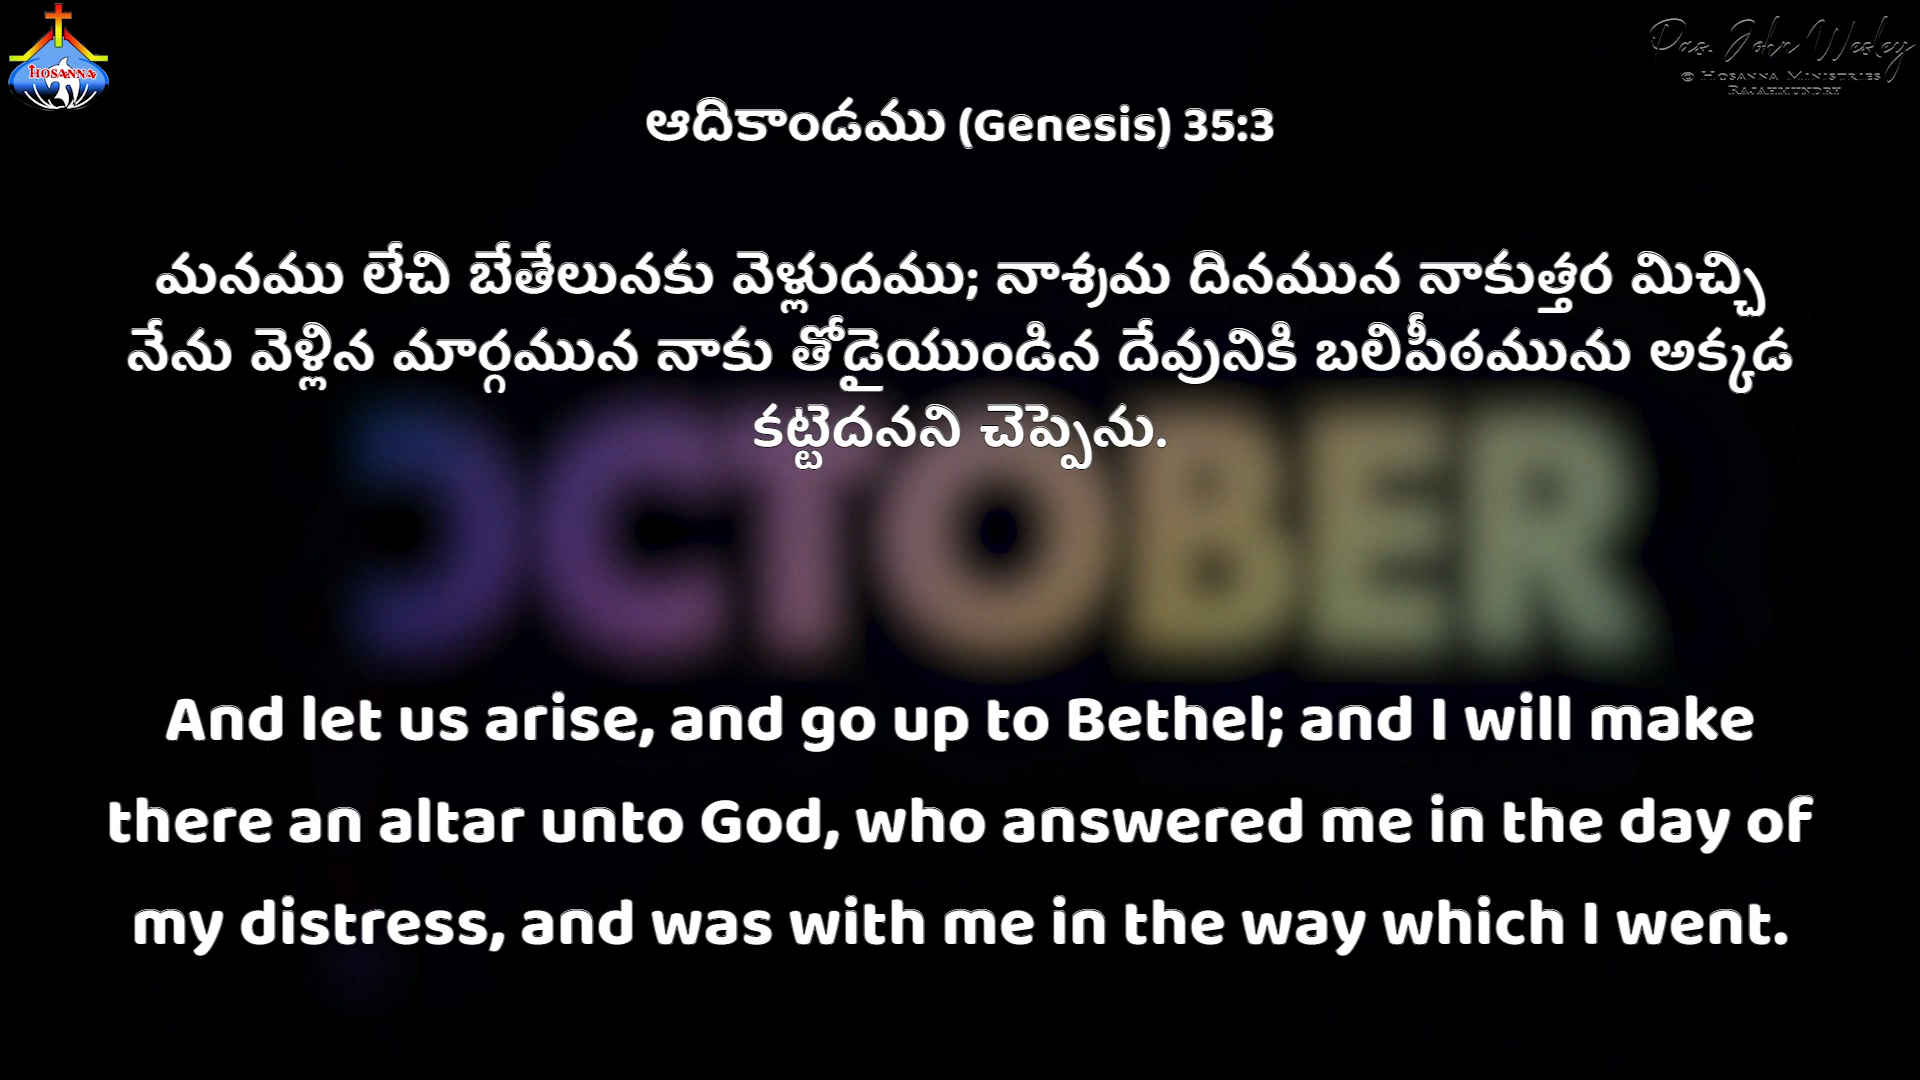 HOSANNA
Pas. John Wesley
© Hosanna Ministries
Rajahmundry
ఆదికాండము (Genesis) 35:3
మనము లేచి బేతేలునకు వెళ్లుదము; నాశ్రమ దినమున నాకుత్తర మిచ్చి
నేను వెళ్లిన మార్గమున నాకు తోడైయుండిన దేవునికి బలిపీఠమును అక్కడ
కట్టెదనని చెప్పెను.
OCTOBER
And let us arise, and go up to Bethel; and I will make
there an altar unto God, who answered me in the day of
my distress, and was with me in the way which I went.